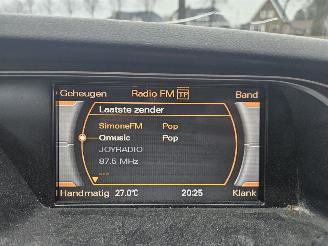 Geheugen Radio FM TP Band
Laatste zender
SimoneFM Pop
Qmusic Pop
JOYRADIO
87.5 MHz
---
Handmatig 27.0°C 20:25 Klank